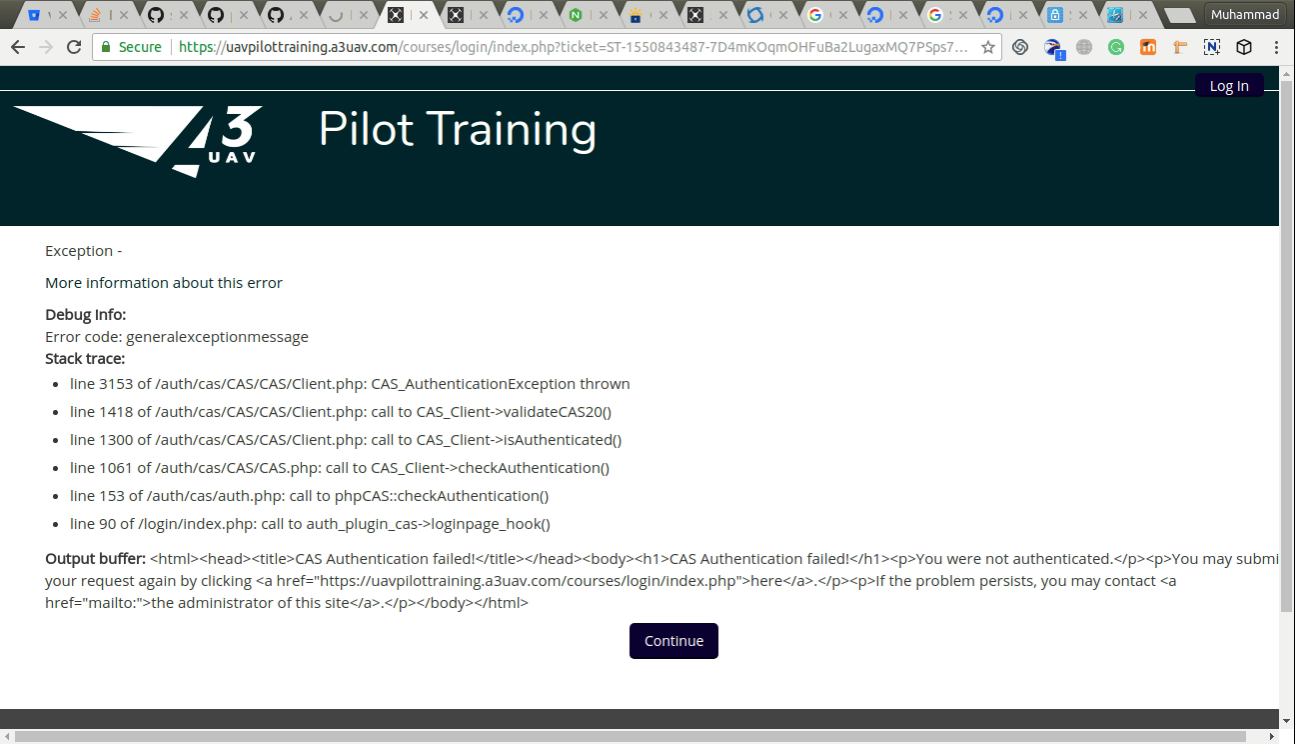 Muhammad
Secure https://uavpilottraining.a3uav.com/courses/login/index.php?ticket=ST-1550843487-7D4mKOqmOHFuBa2LugaxMQ7PSps7...
Log In
A3
UAV
Pilot Training
Exception -
More information about this error
Debug Info:
Error code: generalexceptionmessage
Stack trace:
• line 3153 of /auth/cas/CAS/CAS/Client.php: CAS_AuthenticationException thrown
• line 1418 of /auth/cas/CAS/CAS/Client.php: call to CAS_Client->validateCAS20()
• line 1300 of /auth/cas/CAS/CAS/Client.php: call to CAS_Client->isAuthenticated()
• line 1061 of /auth/cas/CAS/CAS.php: call to CAS_Client->checkAuthentication()
• line 153 of /auth/cas/auth.php: call to phpCAS::checkAuthentication()
• line 90 of /login/index.php: call to auth_plugin_cas->loginpage_hook()
Output buffer: <html><head><title>CAS Authentication failed!</title></head><body><h1>CAS Authentication failed!</h1><p>You were not authenticated.</p><p>You may submi
your request again by clicking <a href="https://uavpilottraining.a3uav.com/courses/login/index.php">here</a>.</p><p>If the problem persists, you may contact <a
href="mailto:">the administrator of this site</a>.</p></body></html>
Continue